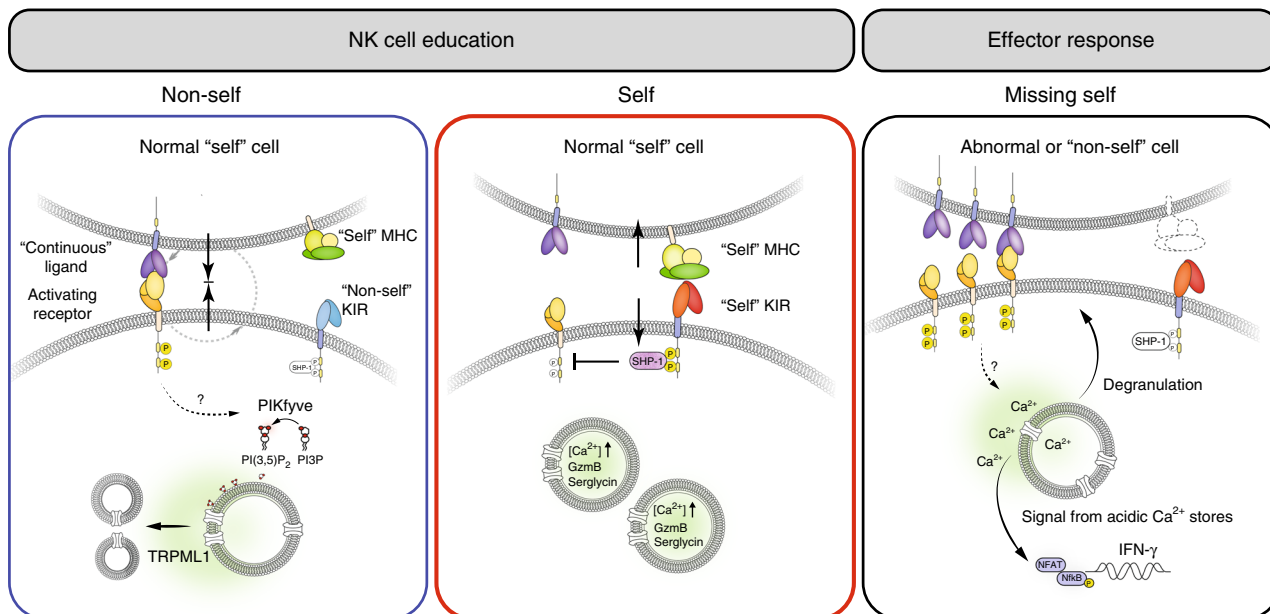 NK cell education
Effector response
Non-self
Self
Missing self
Normal “self” cell
“Continuous”
ligand
Activating
receptor
“Self” MHC
“Non-self”
KIR
P
P
P
SHP-1
P
?
PIKfyve
PI(3,5)P₂
PI3P
TRPML1
Normal “self” cell
“Self” MHC
“Self” KIR
P
P
SHP-1
P
P
[Ca²⁺]
GzmB
Serglycin
[Ca²⁺]
GzmB
Serglycin
Abnormal or “non-self” cell
P
P
P
P
P
P
P
SHP-1
P
?
Degranulation
Ca²⁺
Ca²⁺
Ca²⁺
Ca²⁺
Signal from acidic Ca²⁺ stores
IFN-γ
NFAT
NfkB
P